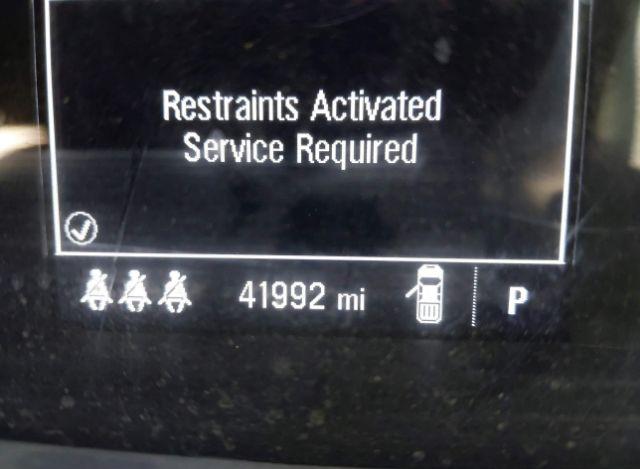 Restraints Activated
Service Required
41992 mi
P